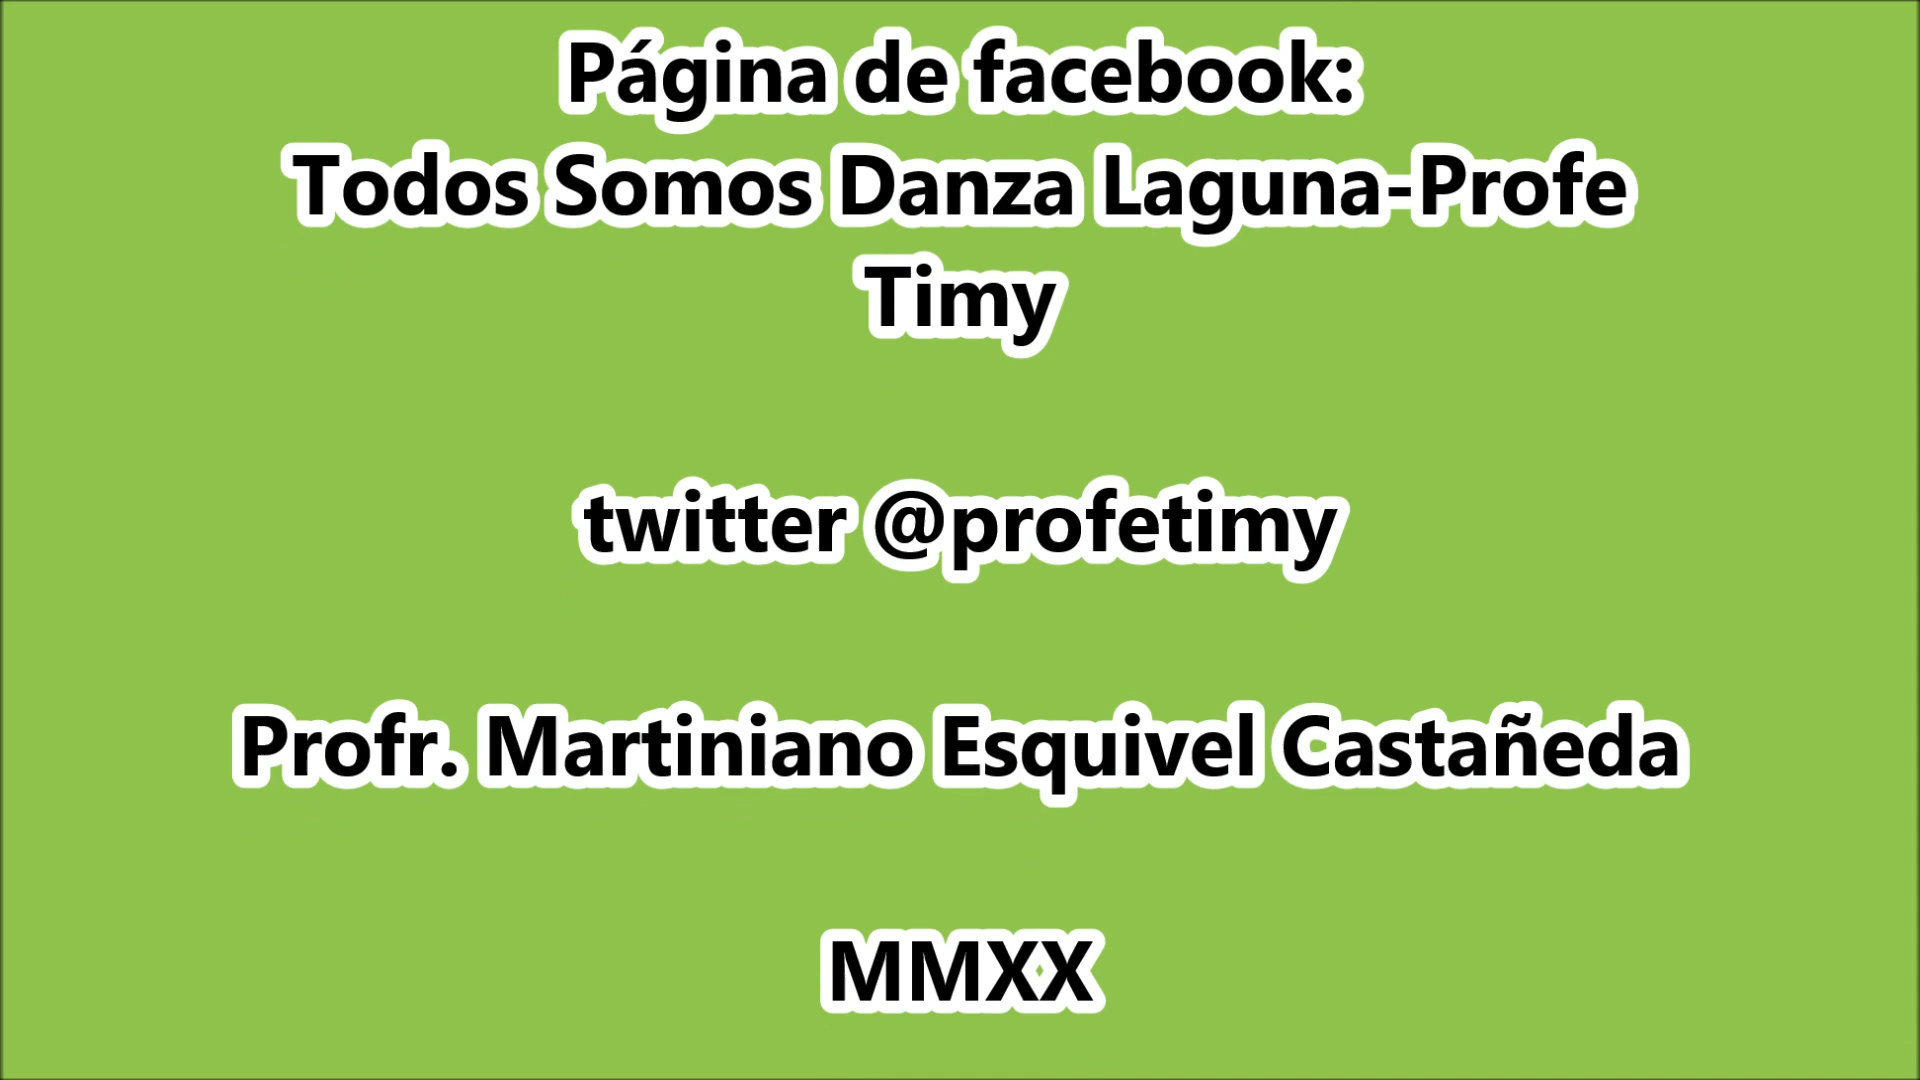 Página de facebook:
Todos Somos Danza Laguna-Profe
Timy
twitter @profetimy
Profr. Martiniano Esquivel Castañeda
MMXX